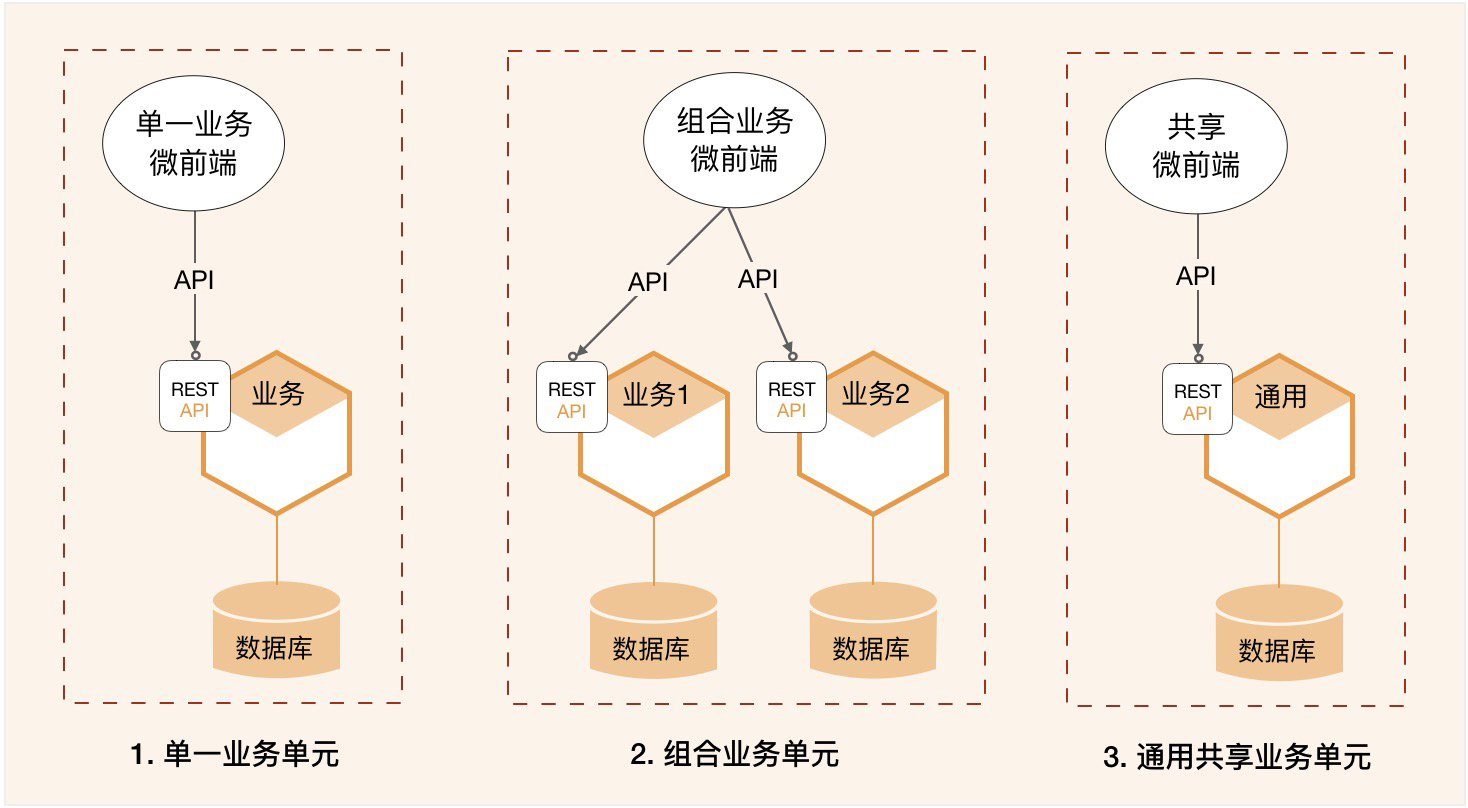 单一业务
微前端
API
REST
API
业务
数据库
1. 单一业务单元
组合业务
微前端
API
API
REST
API
业务1
REST
API
业务2
数据库
数据库
2. 组合业务单元
共享
微前端
API
REST
API
通用
数据库
3. 通用共享业务单元